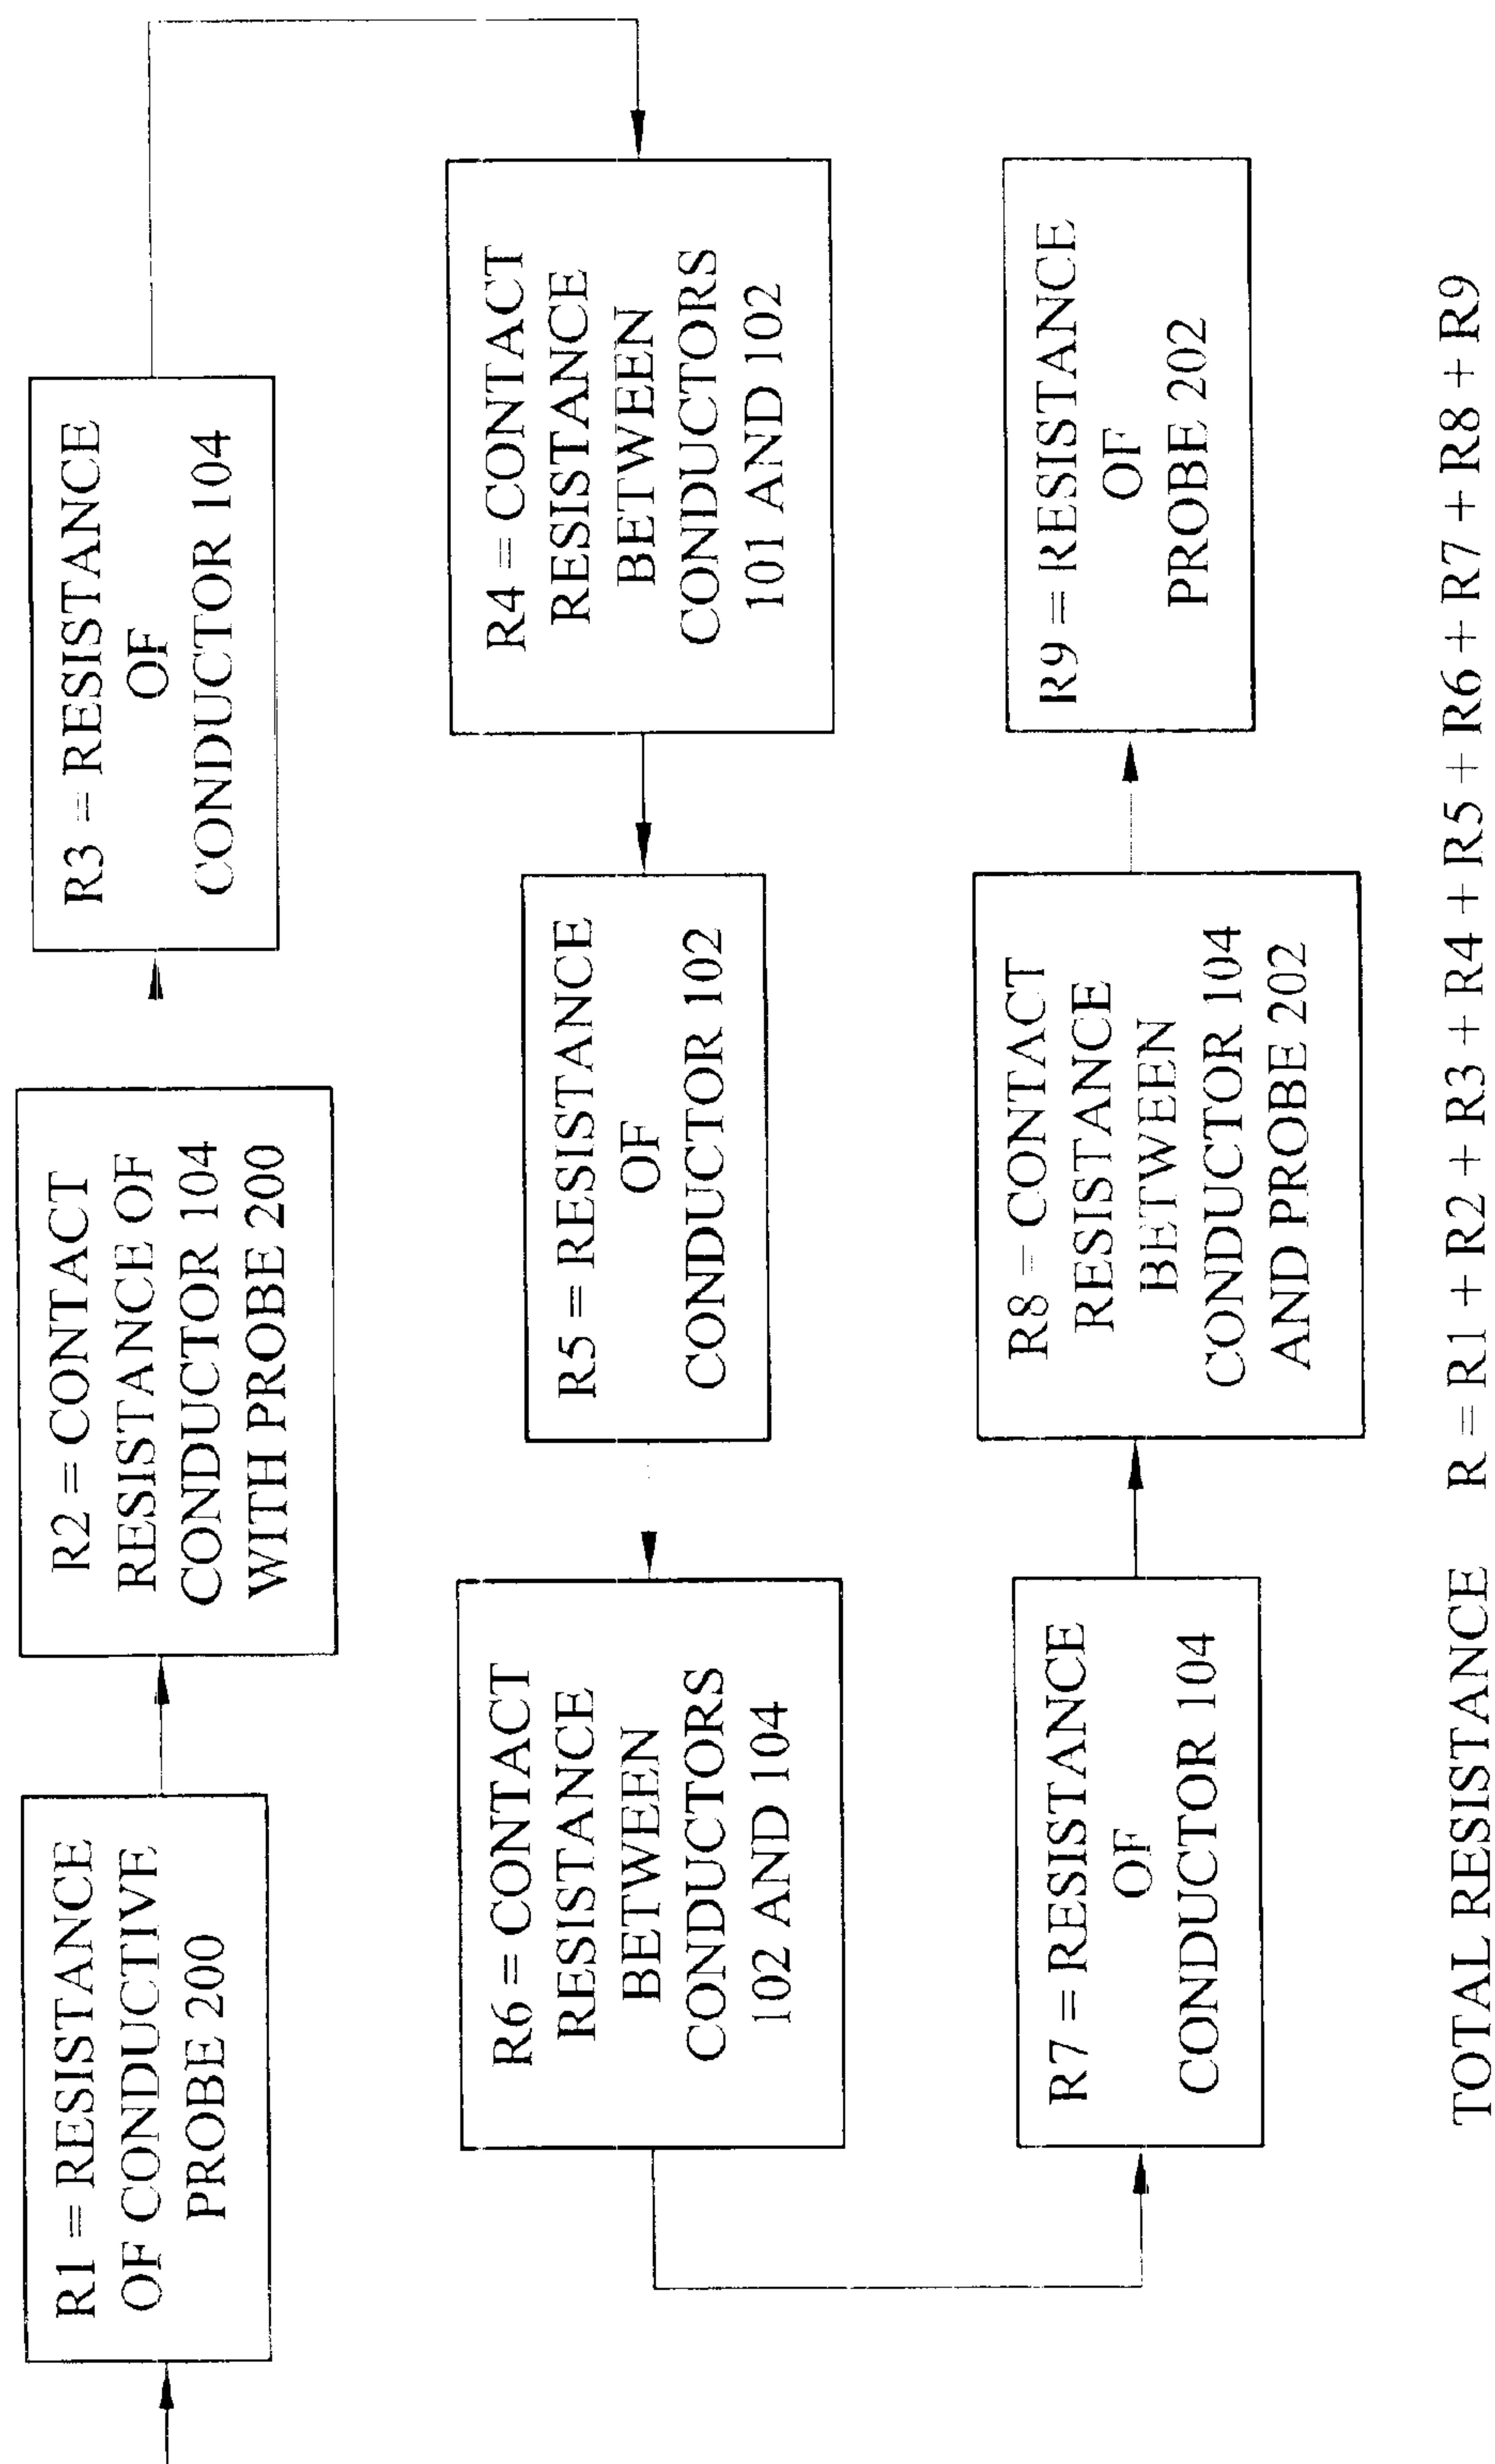 R1 = RESISTANCE
OF CONDUCTIVE
PROBE 200
R2 = CONTACT
RESISTANCE OF
CONDUCTOR 104
WITH PROBE 200
R3 = RESISTANCE
OF
CONDUCTOR 104
R4 = CONTACT
RESISTANCE
BETWEEN
CONDUCTORS
101 AND 102
R5 = RESISTANCE
OF
CONDUCTOR 102
R6 = CONTACT
RESISTANCE
BETWEEN
CONDUCTORS
102 AND 104
R7 = RESISTANCE
OF
CONDUCTOR 104
R8 = CONTACT
RESISTANCE
BETWEEN
CONDUCTOR 104
AND PROBE 202
R9 = RESISTANCE
OF
PROBE 202
TOTAL RESISTANCE R = R1 + R2 + R3 + R4 + R5 + R6 + R7 + R8 + R9